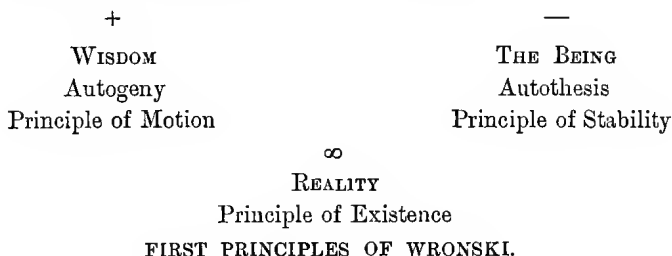 + —
WISDOM THE BEING
Autogeny Autothesis
Principle of Motion Principle of Stability
∞
REALITY
Principle of Existence
FIRST PRINCIPLES OF WRONSKI.